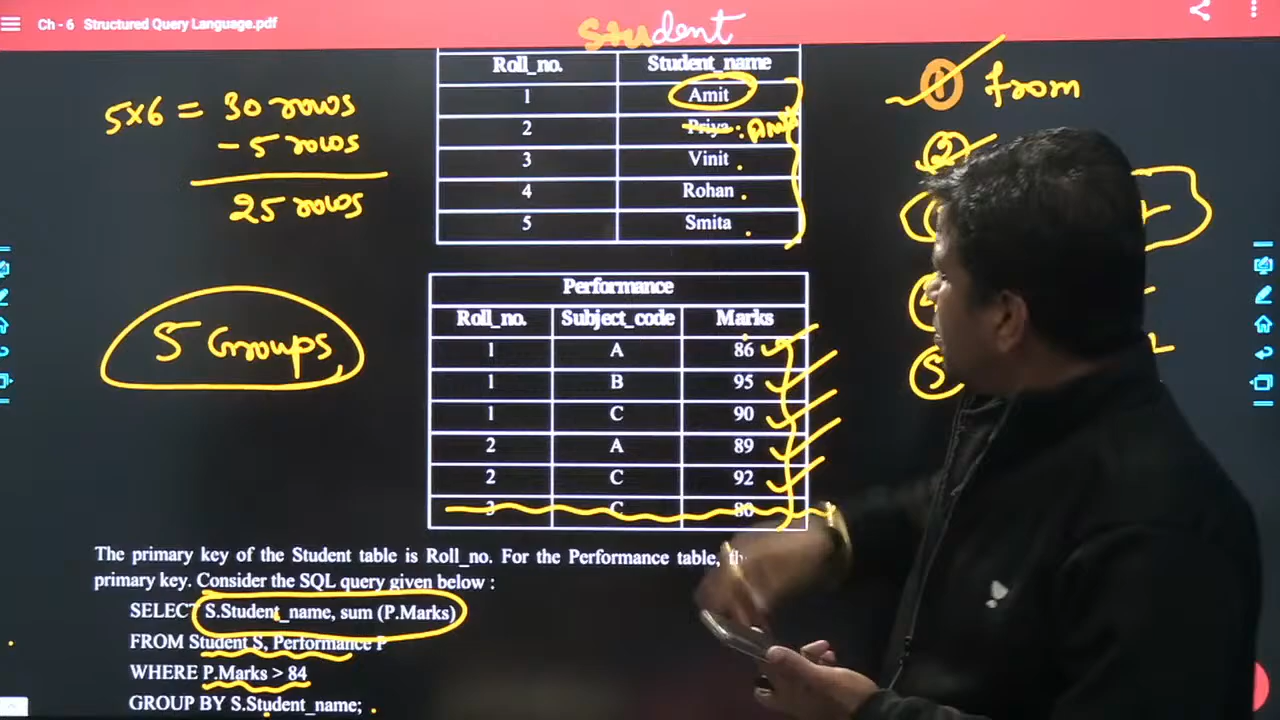 Ch - 6 Structured Query Language.pdf
Student
Roll_no. Student_name
1 Amit
2 Priya : Amit
3 Vinit
4 Rohan
5 Smita
5×6 = 30 rows
- 5 rows
25 rows
5 Groups
1 from
2
5
Performance
Roll_no. Subject_code Marks
1 A 86
1 B 95
1 C 90
2 A 89
2 C 92
3 C 80
The primary key of the Student table is Roll_no. For the Performance table,
primary key. Consider the SQL query given below :
SELECT S.Student_name, sum (P.Marks)
FROM Student S, Performance P
WHERE P.Marks > 84
GROUP BY S.Student_name;